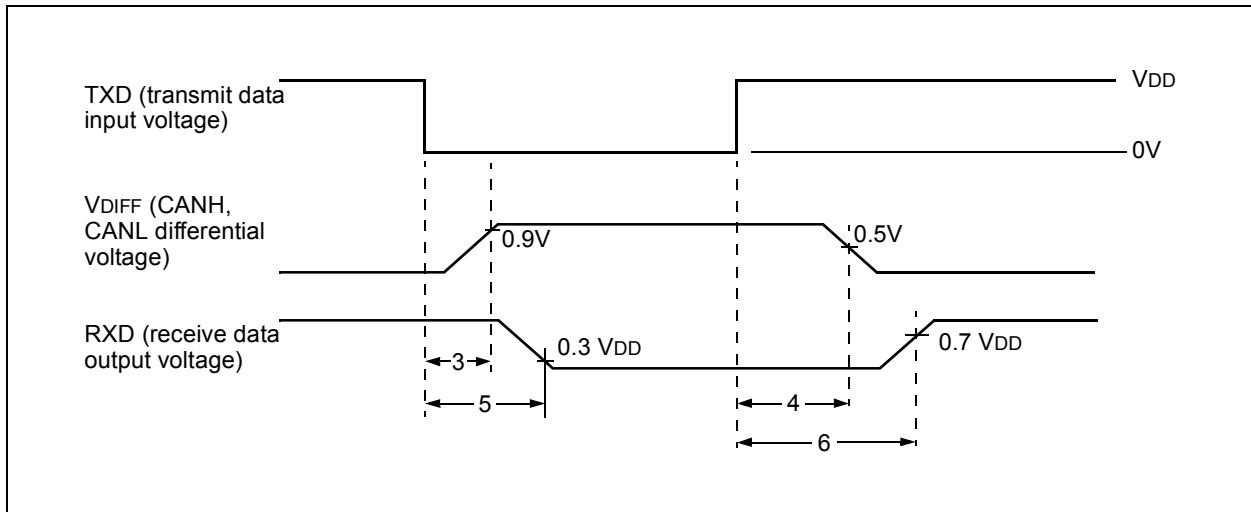 TXD (transmit data
input voltage)
VDD
0V
VDIFF (CANH,
CANL differential
voltage)
0.9V
0.5V
RXD (receive data
output voltage)
0.3 VDD
0.7 VDD
3
5
4
6